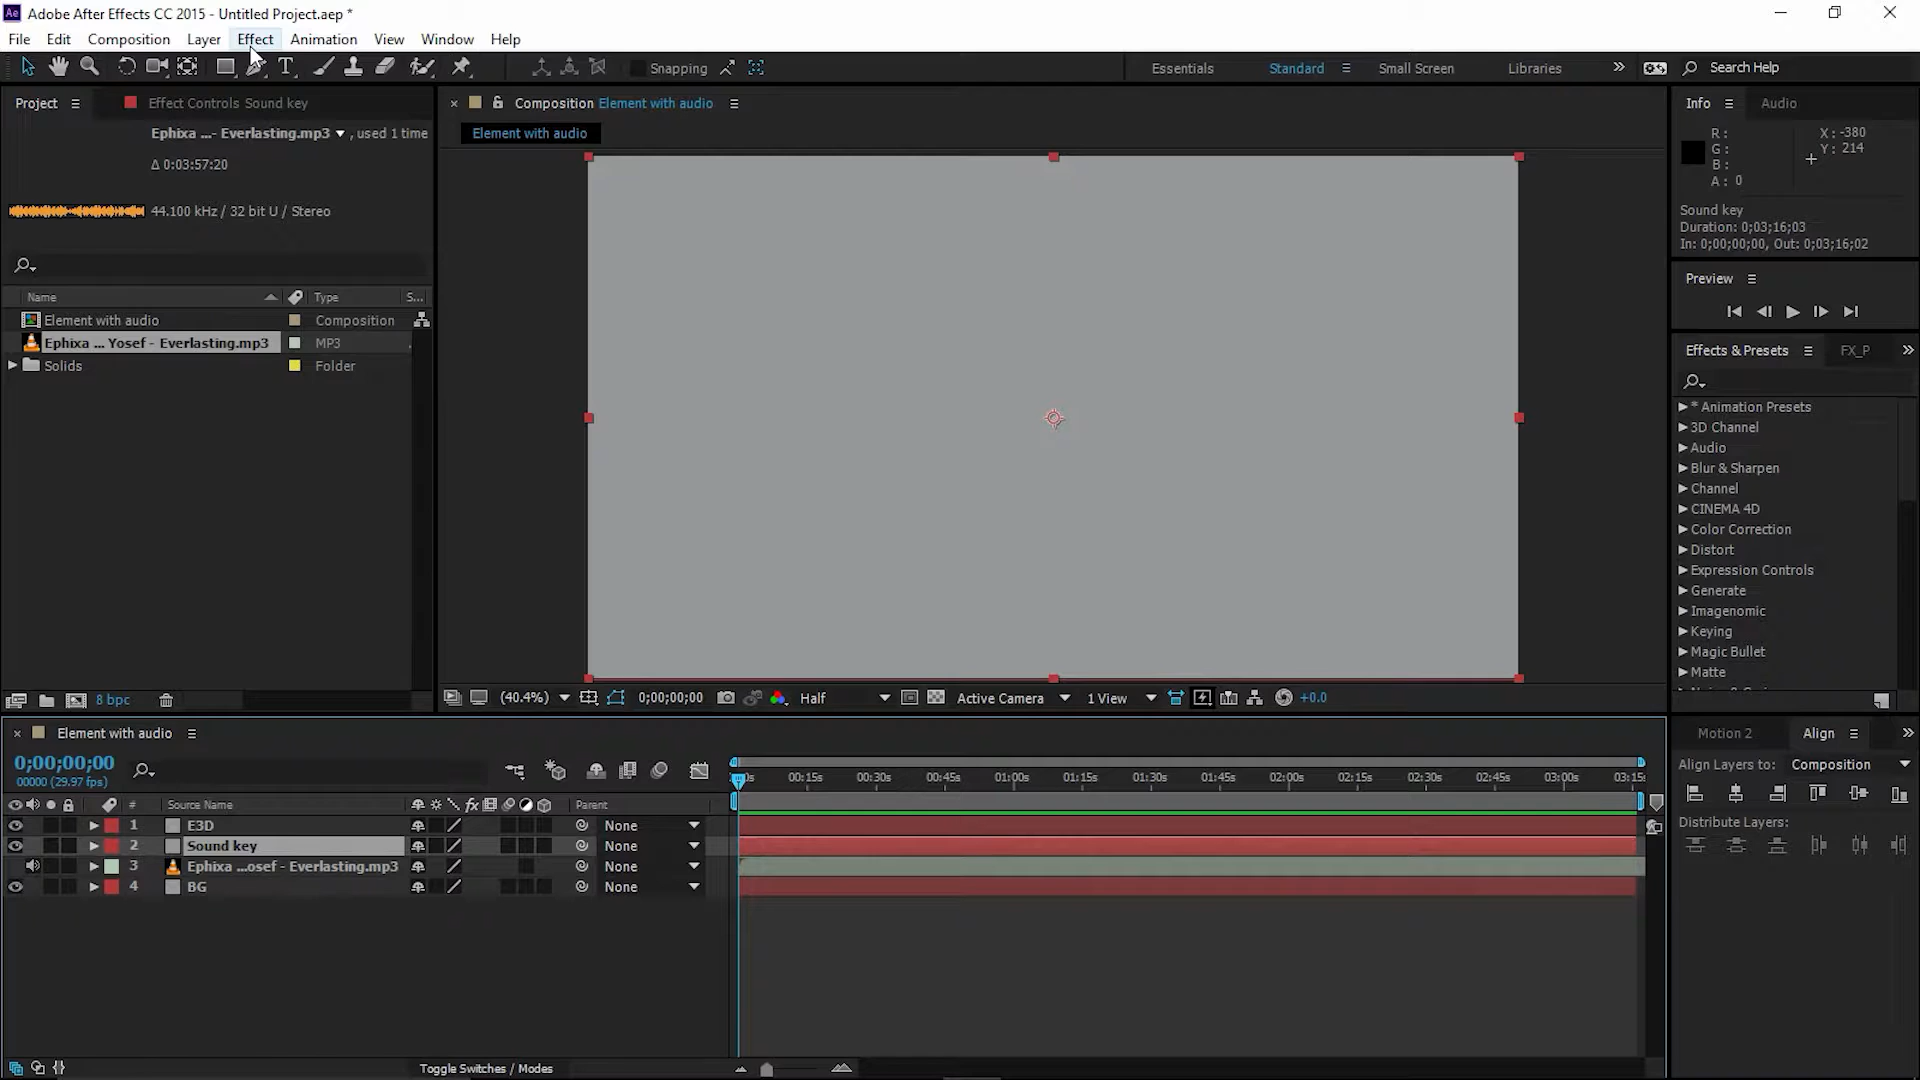 Adobe After Effects CC 2015 - Untitled Project.aep *
File Edit Composition Layer Effect Animation View Window Help
Snapping Essentials Standard Small Screen Libraries Search Help
Project Effect Controls Sound key
Ephixa ...- Everlasting.mp3 , used 1 time
Δ 0:03:57:20
44.100 kHz / 32 bit U / Stereo
Name Type S...
Element with audio Composition
Ephixa ... Yosef - Everlasting.mp3 MP3
Solids Folder
8 bpc
Composition Element with audio
Element with audio
(40.4%) 0;00;00;00 Half Active Camera 1 View +0.0
Info Audio
R : X : -380
G : Y : 214
B :
A : 0
Sound key
Duration: 0;03;16;03
In: 0;00;00;00, Out: 0;03;16;02
Preview
Effects & Presets FX_P
* Animation Presets
3D Channel
Audio
Blur & Sharpen
Channel
CINEMA 4D
Color Correction
Distort
Expression Controls
Generate
Imagenomic
Keying
Magic Bullet
Matte
Element with audio
0;00;00;00
00000 (29.97 fps)
0s 00:15s 00:30s 00:45s 01:00s 01:15s 01:30s 01:45s 02:00s 02:15s 02:30s 02:45s 03:00s 03:15s
# Source Name fx Parent
1 E3D None
2 Sound key None
3 Ephixa ...osef - Everlasting.mp3 None
4 BG None
Toggle Switches / Modes
Motion 2 Align
Align Layers to: Composition
Distribute Layers: